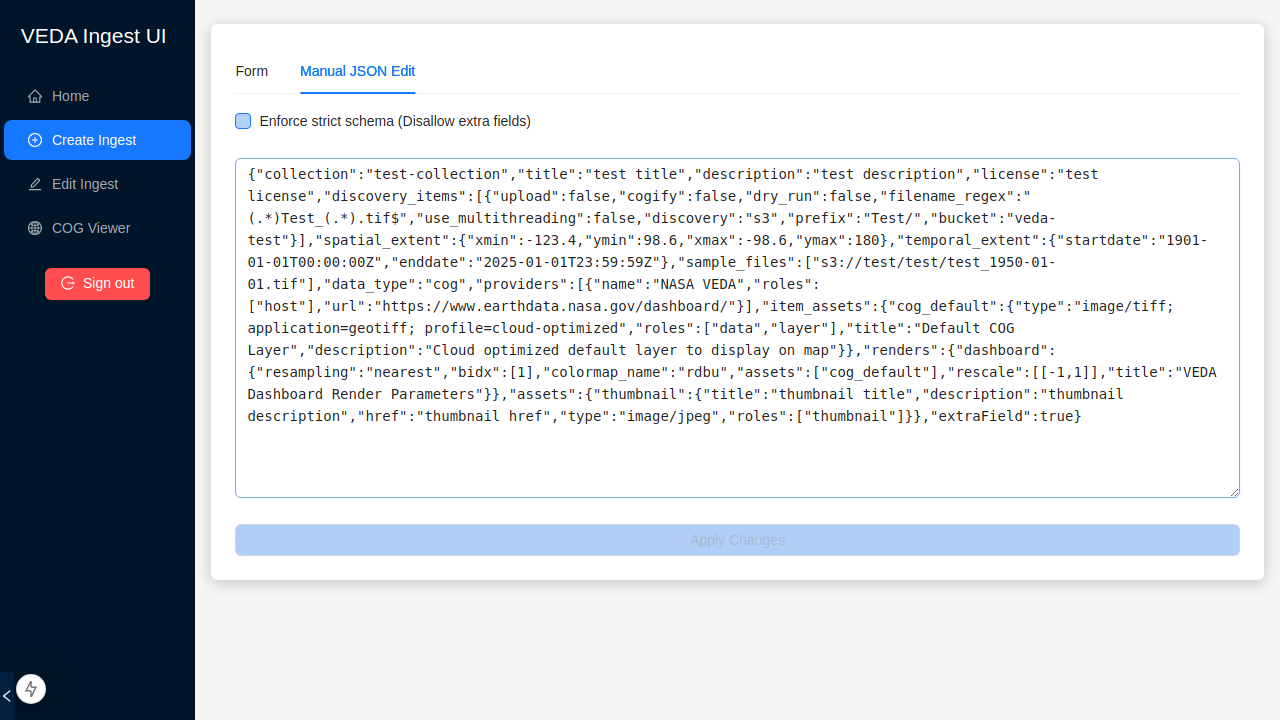 VEDA Ingest UI
Home
Create Ingest
Edit Ingest
COG Viewer
Sign out
Form
Manual JSON Edit
Enforce strict schema (Disallow extra fields)
{"collection":"test-collection","title":"test title","description":"test description","license":"test
license","discovery_items":[{"upload":false,"cogify":false,"dry_run":false,"filename_regex":"
(.*)Test_(.*).tif$","use_multithreading":false,"discovery":"s3","prefix":"Test/","bucket":"veda-
test"}],"spatial_extent":{"xmin":-123.4,"ymin":98.6,"xmax":-98.6,"ymax":180},"temporal_extent":{"startdate":"1901-
01-01T00:00:00Z","enddate":"2025-01-01T23:59:59Z"},"sample_files":["s3://test/test/test_1950-01-
01.tif"],"data_type":"cog","providers":[{"name":"NASA VEDA","roles":
["host"],"url":"https://www.earthdata.nasa.gov/dashboard/"}],"item_assets":{"cog_default":{"type":"image/tiff;
application=geotiff; profile=cloud-optimized","roles":["data","layer"],"title":"Default COG
Layer","description":"Cloud optimized default layer to display on map"}},"renders":{"dashboard":
{"resampling":"nearest","bidx":[1],"colormap_name":"rdbu","assets":["cog_default"],"rescale":[[-1,1]],"title":"VEDA
Dashboard Render Parameters"}},"assets":{"thumbnail":{"title":"thumbnail title","description":"thumbnail
description","href":"thumbnail href","type":"image/jpeg","roles":["thumbnail"]}},"extraField":true}
Apply Changes